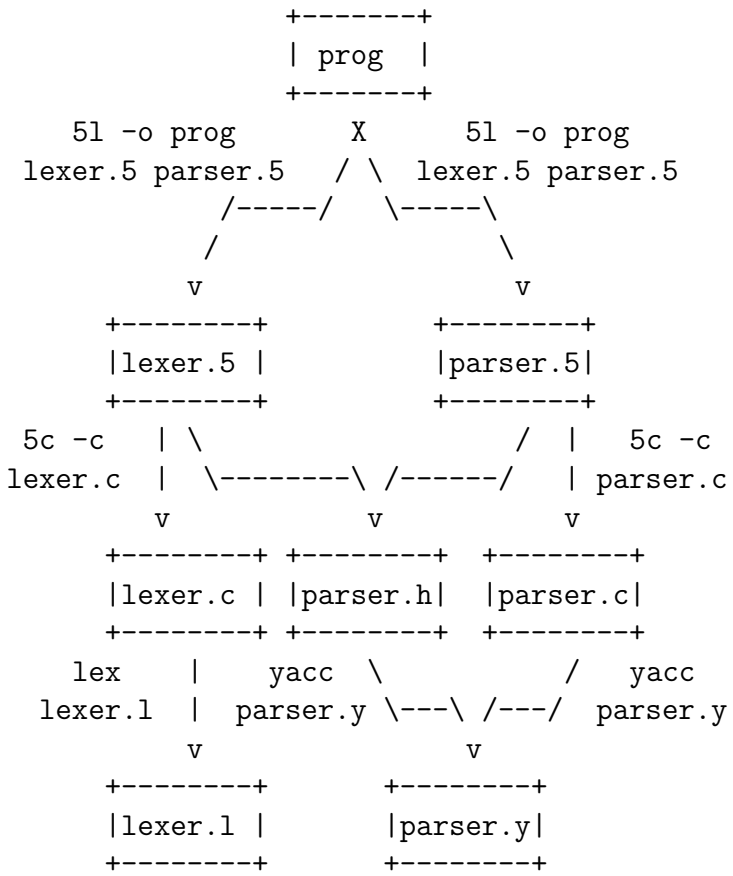 prog
5l -o prog 5l -o prog
lexer.5 parser.5 lexer.5 parser.5
lexer.5 parser.5
5c -c 5c -c
lexer.c parser.c
lexer.c parser.h parser.c
lex yacc yacc
lexer.l parser.y parser.y
lexer.l parser.y